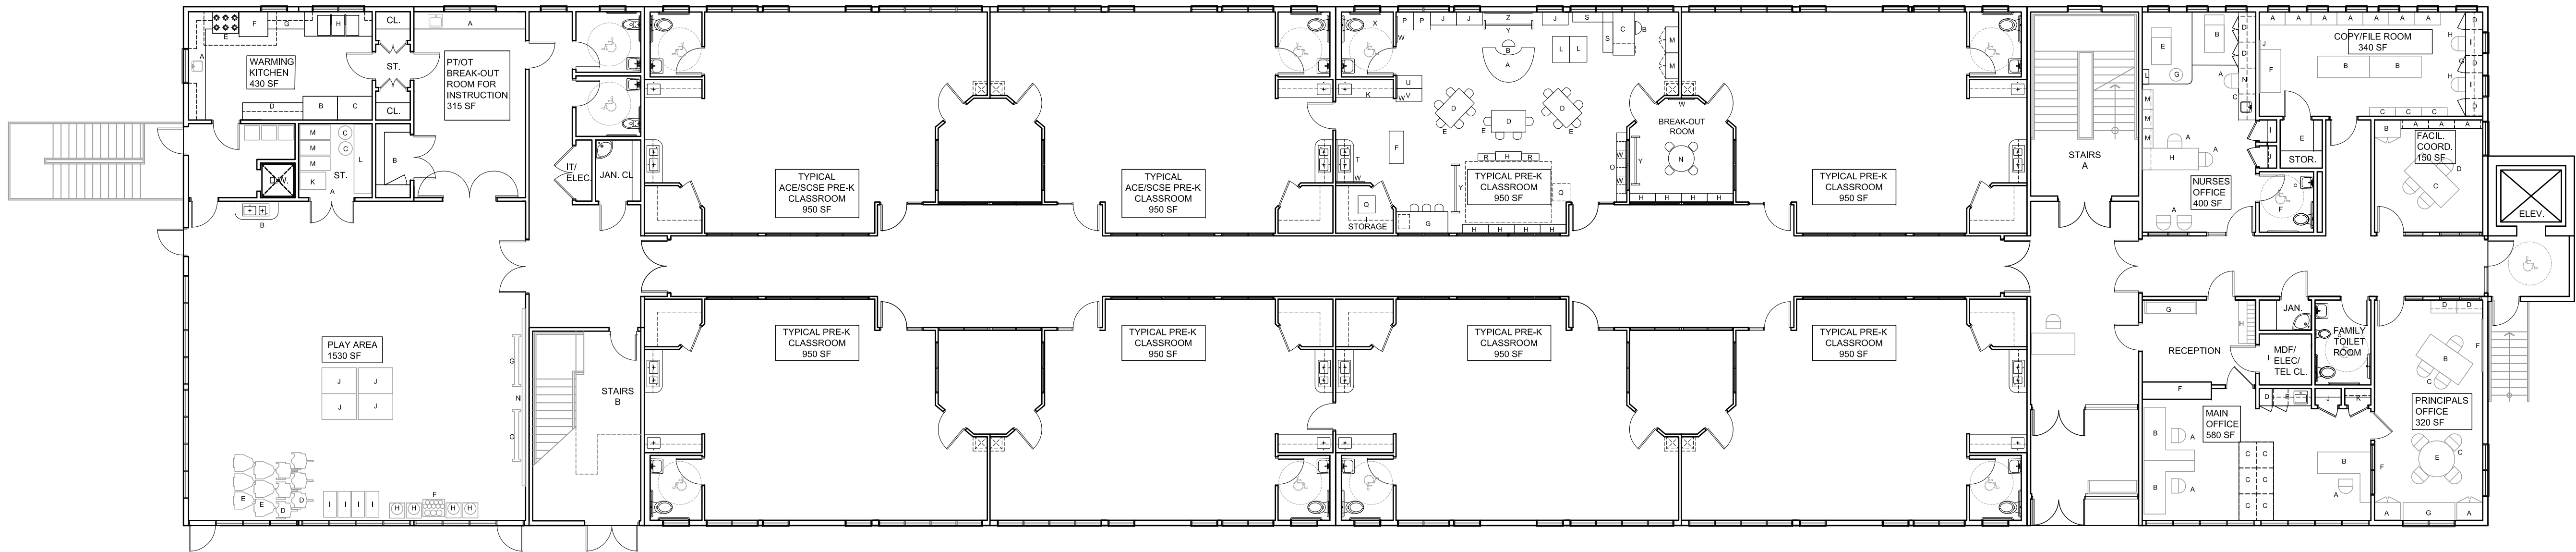 CL.
F
G
H
A
E
WARMING
KITCHEN
430 SF
A
D
B
C
ST.
CL.
PT/OT
BREAK-OUT
ROOM FOR
INSTRUCTION
315 SF
M
M
M
K
C
C
L
ST.
A
B
D.W.
B
IT/
ELEC.
JAN. CL
TYPICAL
ACE/SCSE PRE-K
CLASSROOM
950 SF
TYPICAL
ACE/SCSE PRE-K
CLASSROOM
950 SF
X
P
P
J
J
Z
Y
J
S
S
C
B
W
B
A
L
L
M
M
U
V
W
K
D
E
D
E
D
E
F
R
H
R
T
W
Y
Q
TYPICAL PRE-K
CLASSROOM
950 SF
Q
I
STORAGE
G
H
H
H
H
W
BREAK-OUT
ROOM
N
W
O
W
Y
H
H
H
H
TYPICAL PRE-K
CLASSROOM
950 SF
STAIRS
A
E
B
L
G
D
A
N
C
M
M
M
A
H
A
NURSES
OFFICE
400 SF
A
I
J
F
A
A
A
A
A
A
A
COPY/FILE ROOM
340 SF
J
F
B
B
D
H
I
G
D
H
I
D
C
C
C
E
STOR.
B
A
A
A
FACIL.
COORD.
150 SF
D
C
ELEV.
PLAY AREA
1530 SF
J
J
J
J
G
N
G
E
E
D
D
I
I
I
I
F
H
H
H
H
STAIRS
B
TYPICAL PRE-K
CLASSROOM
950 SF
TYPICAL PRE-K
CLASSROOM
950 SF
TYPICAL PRE-K
CLASSROOM
950 SF
TYPICAL PRE-K
CLASSROOM
950 SF
G
H
RECEPTION
I
F
JAN.
MDF/
ELEC/
TEL CL.
FAMILY
TOILET
ROOM
D
E
J
K
MAIN
OFFICE
580 SF
B
A
B
A
C
C
C
C
C
C
B
A
D
D
F
B
C
PRINCIPALS
OFFICE
320 SF
C
E
F
A
G
A